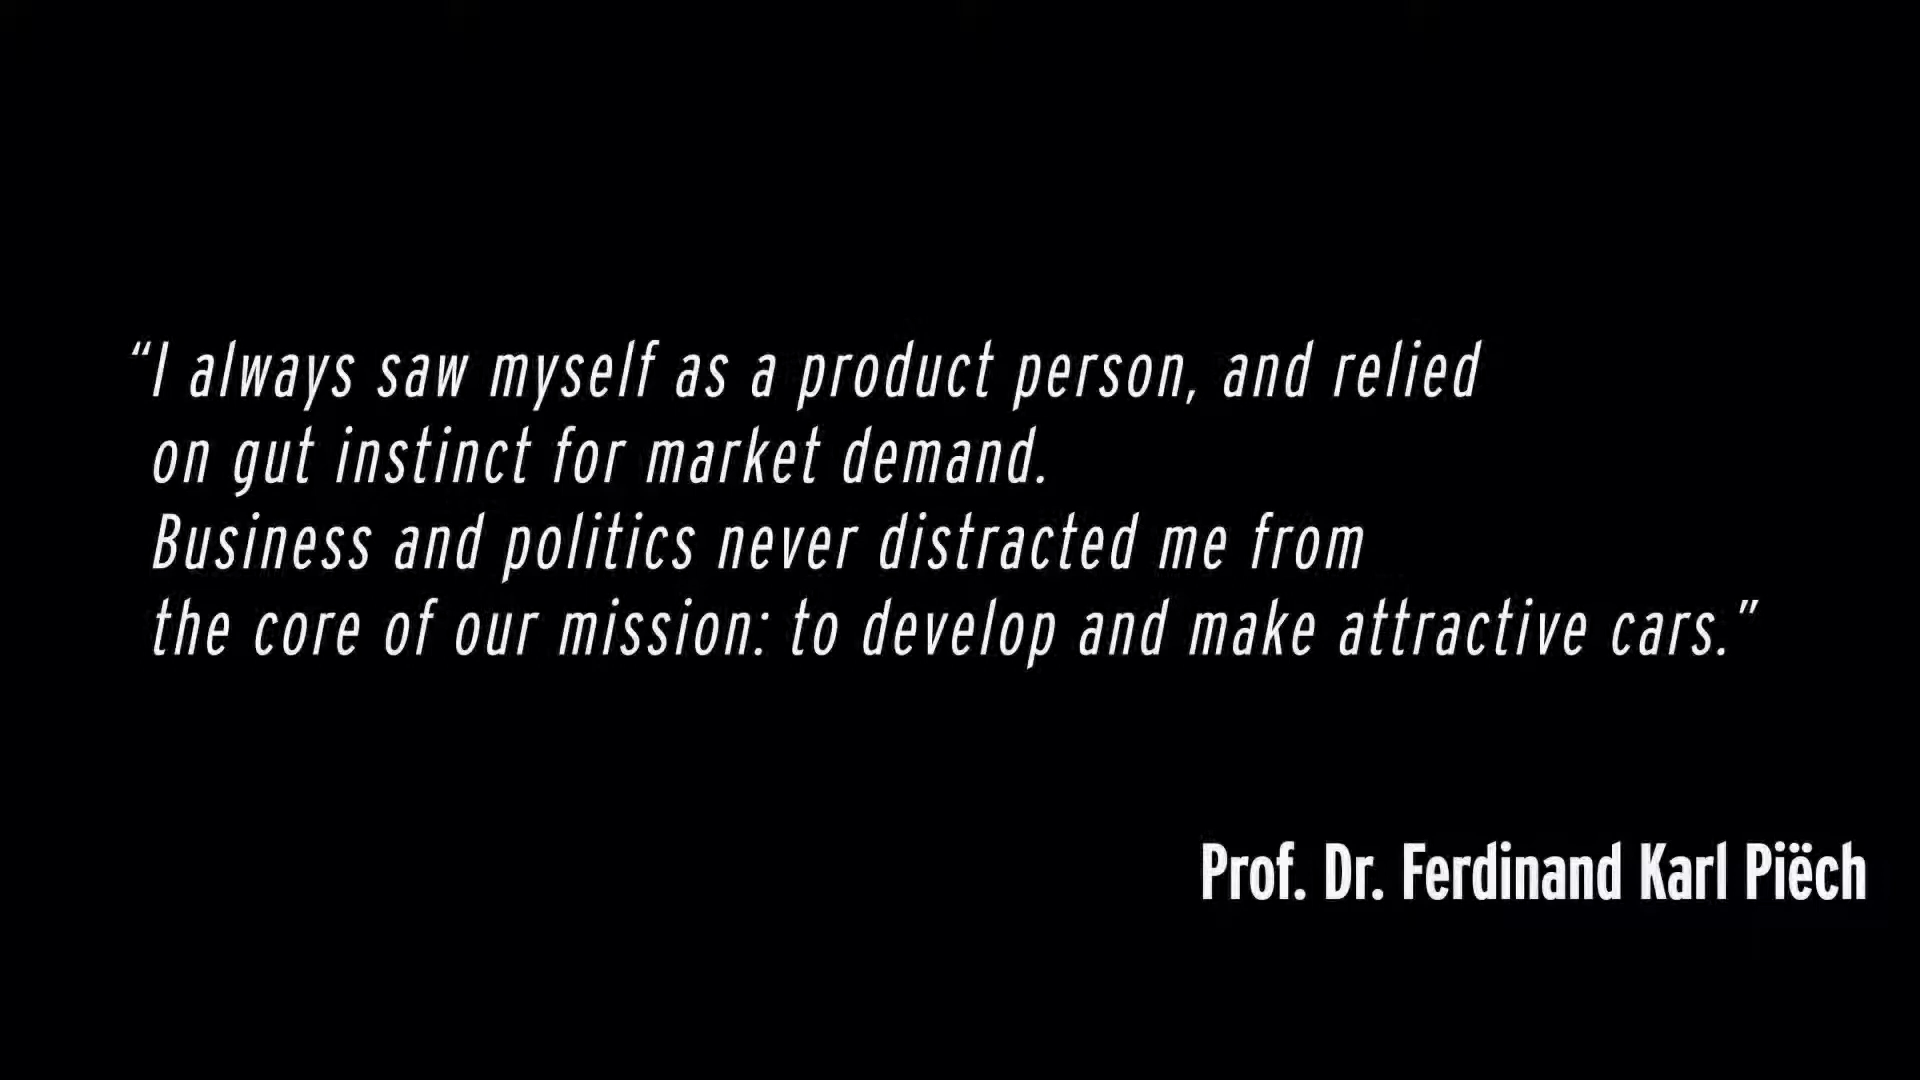 “I always saw myself as a product person, and relied
on gut instinct for market demand.
Business and politics never distracted me from
the core of our mission: to develop and make attractive cars.”
Prof. Dr. Ferdinand Karl Piëch